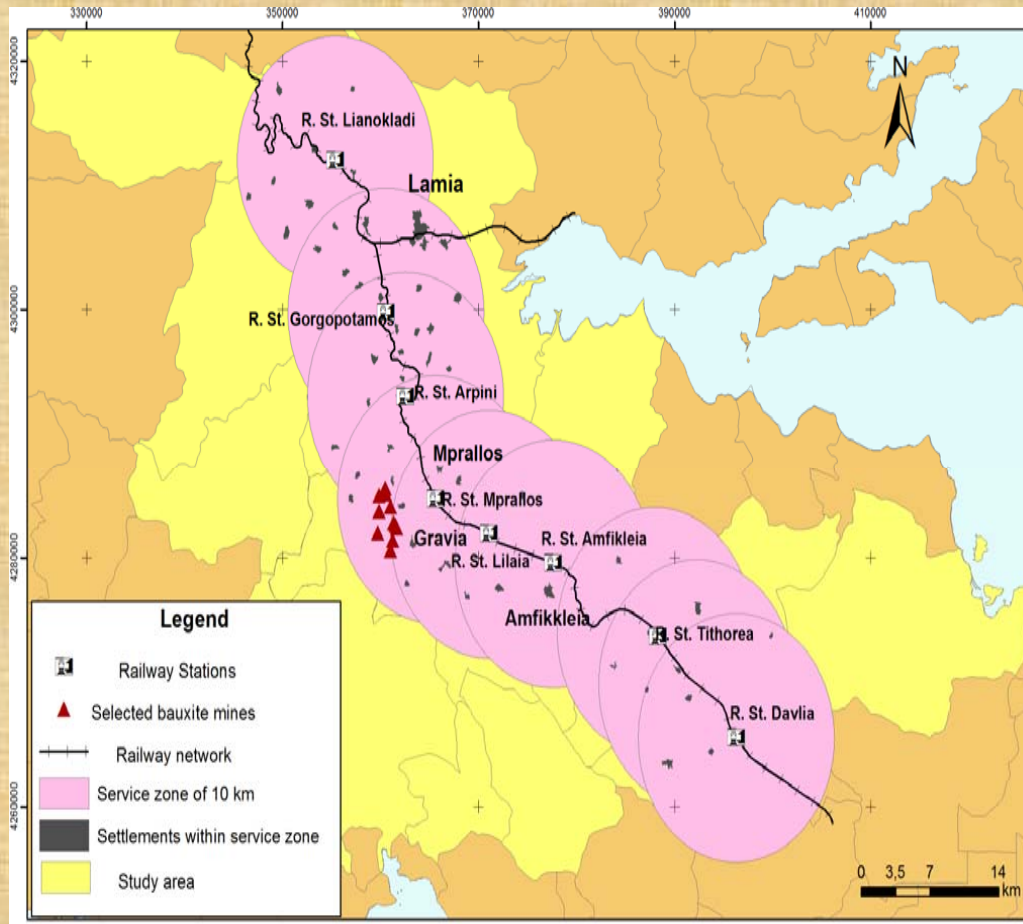 330000 350000 370000 390000 410000
4320000
4300000
4280000
4260000
N
R. St. Lianokladi
Lamia
R. St. Gorgopotamos
R. St. Arpini
Mprallos
R. St. Mprallos
Gravia
R. St. Lilaia
R. St. Amfikleia
Amfikkleia
R. St. Tithorea
R. St. Davlia
Legend
Railway Stations
Selected bauxite mines
Railway network
Service zone of 10 km
Settlements within service zone
Study area
0 3,5 7 14
km